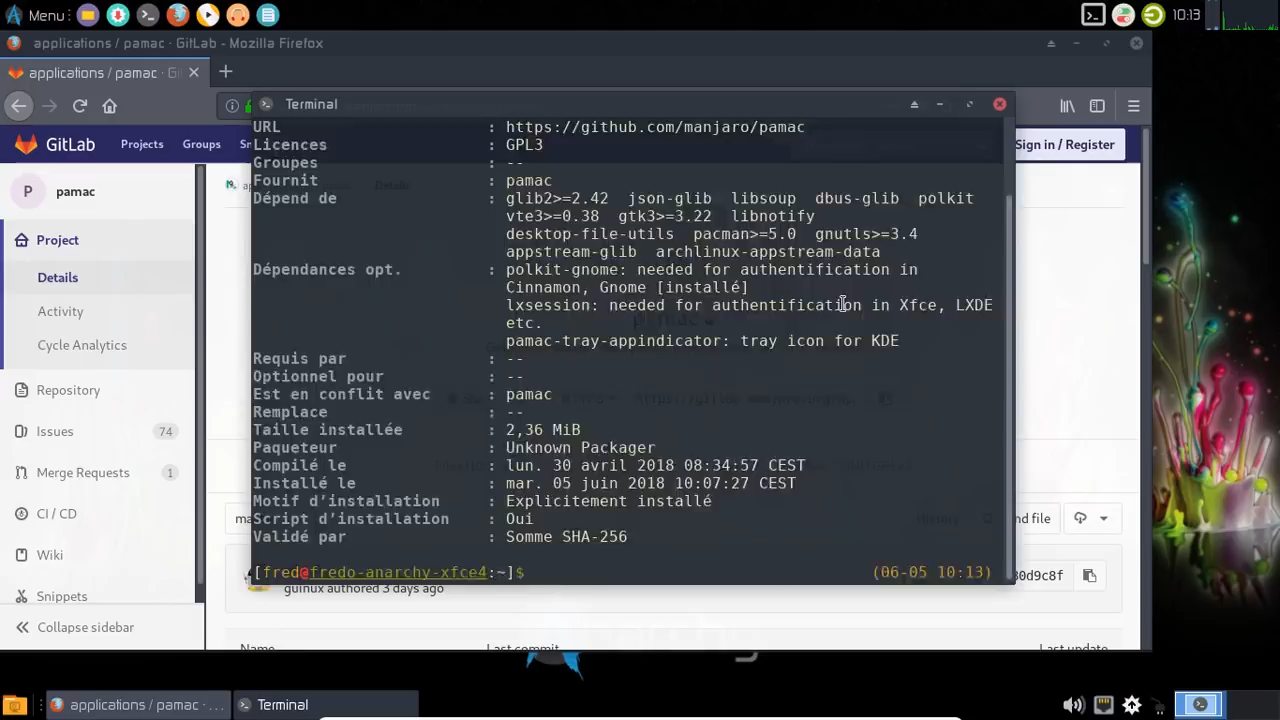 Menu
10:13
applications / pamac · GitLab - Mozilla Firefox
applications / pamac · Gi
Terminal
GitLab
Projects
Groups
Sign in / Register
P
pamac
Project
Details
Activity
Cycle Analytics
Repository
Issues
74
Merge Requests
1
CI / CD
Wiki
Snippets
Collapse sidebar
URL : https://github.com/manjaro/pamac
Licences : GPL3
Groupes : --
Fournit : pamac
Dépend de : glib2>=2.42 json-glib libsoup dbus-glib polkit
vte3>=0.38 gtk3>=3.22 libnotify
desktop-file-utils pacman>=5.0 gnutls>=3.4
appstream-glib archlinux-appstream-data
Dépendances opt. : polkit-gnome: needed for authentification in
Cinnamon, Gnome [installé]
lxsession: needed for authentification in Xfce, LXDE
etc.
pamac-tray-appindicator: tray icon for KDE
Requis par : --
Optionnel pour : --
Est en conflit avec : pamac
Remplace : --
Taille installée : 2,36 MiB
Paqueteur : Unknown Packager
Compilé le : lun. 30 avril 2018 08:34:57 CEST
Installé le : mar. 05 juin 2018 10:07:27 CEST
Motif d’installation : Explicitement installé
Script d’installation : Oui
Validé par : Somme SHA-256
[fred@fredo-anarchy-xfce4:~]$ (06-05 10:13)
Details
ma
History
nd file
guinux authored 3 days ago
80d9c8f
Name
Last commit
Last update
applications / pamac · ...
Terminal